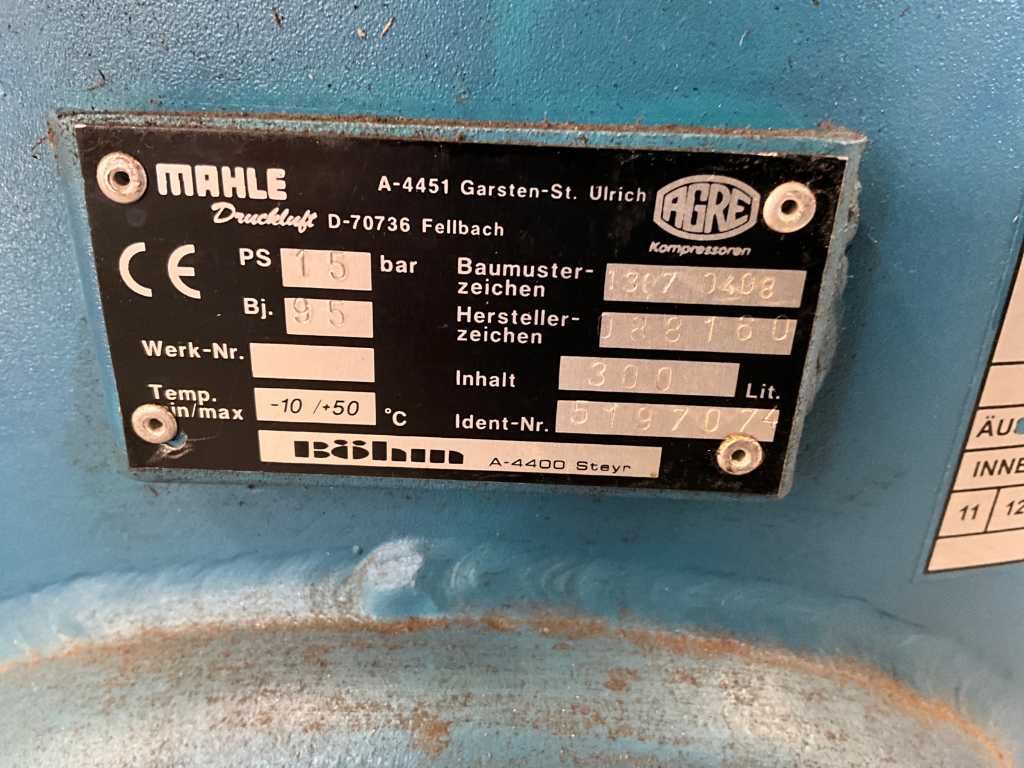 MAHLE
Druckluft D-70736 Fellbach
A-4451 Garsten-St. Ulrich
AGRE
Kompressoren
CE
PS 15 bar
Bj. 95
Werk-Nr.
Temp.
min/max -10 /+50 °C
Baumuster-
zeichen 1307 0408
Hersteller-
zeichen 088160
Inhalt 300 Lit.
Ident-Nr. 5197074
Böhm A-4400 Steyr
INNE
11 12